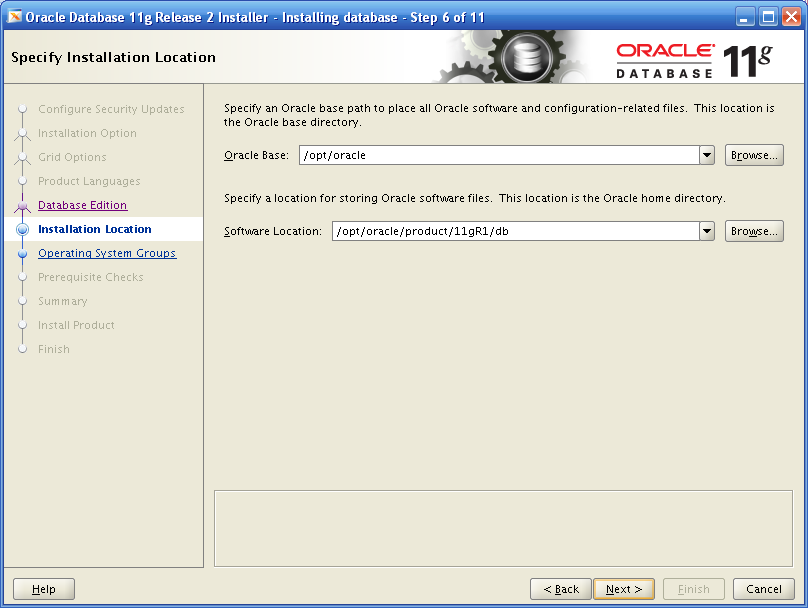 Oracle Database 11g Release 2 Installer - Installing database - Step 6 of 11
Specify Installation Location
ORACLE
DATABASE
11g
Configure Security Updates
Installation Option
Grid Options
Product Languages
Database Edition
Installation Location
Operating System Groups
Prerequisite Checks
Summary
Install Product
Finish
Specify an Oracle base path to place all Oracle software and configuration-related files.  This location is
the Oracle base directory.
Oracle Base: /opt/oracle Browse...
Specify a location for storing Oracle software files.  This location is the Oracle home directory.
Software Location: /opt/oracle/product/11gR1/db Browse...
Help < Back Next > Finish Cancel